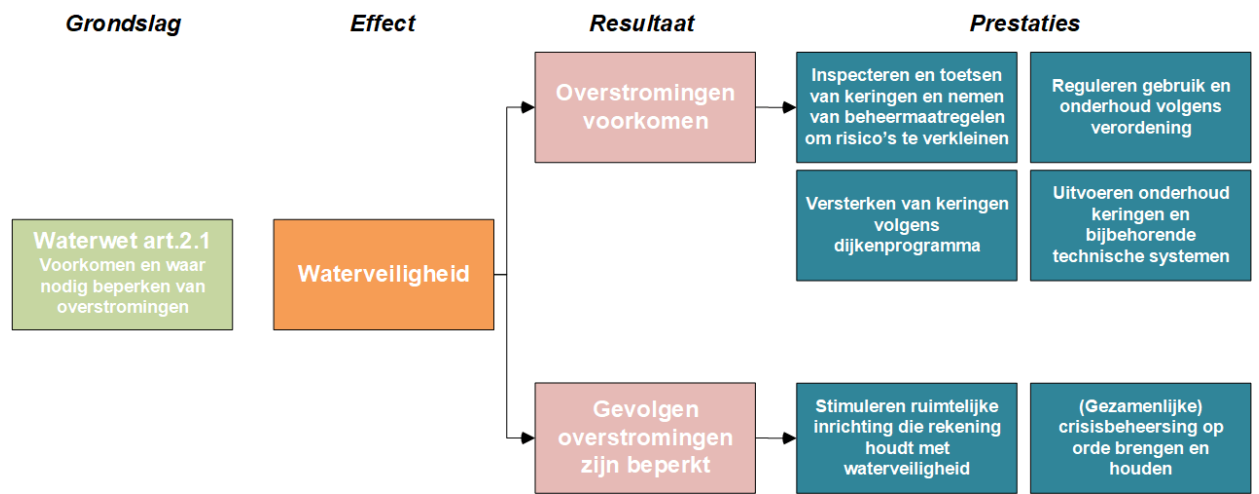 Grondslag
Effect
Resultaat
Prestaties
Waterwet art.2.1
Voorkomen en waar
nodig beperken van
overstromingen
Waterveiligheid
Overstromingen
voorkomen
Inspecteren en toetsen
van keringen en nemen
van beheermaatregelen
om risico's te verkleinen
Reguleren gebruik en
onderhoud volgens
verordening
Versterken van keringen
volgens
dijkenprogramma
Uitvoeren onderhoud
keringen en
bijbehorende
technische systemen
Gevolgen
overstromingen
zijn beperkt
Stimuleren ruimtelijke
inrichting die rekening
houdt met
waterveiligheid
(Gezamenlijke)
crisisbeheersing op
orde brengen en
houden